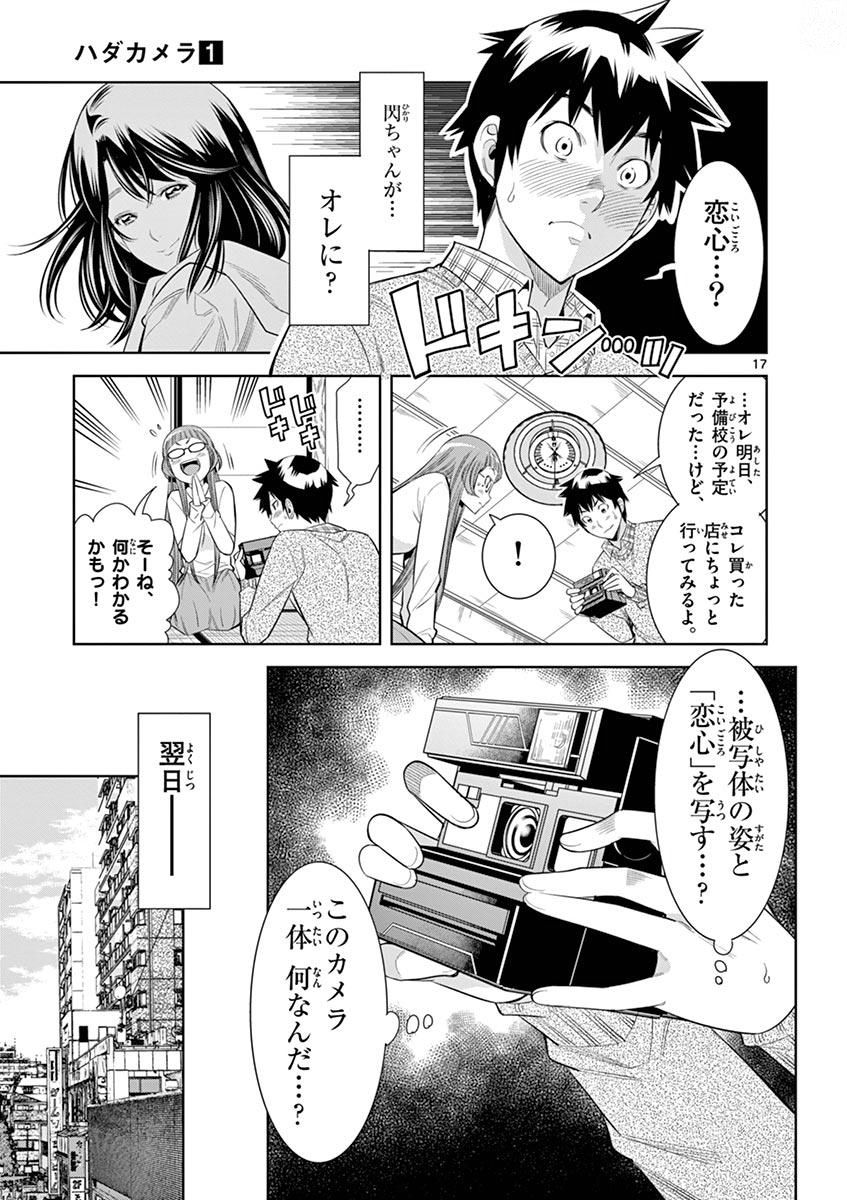 ハダカメラ1
恋心…?
閃ちゃんが…
オレに?
ドキン…
17
…オレ明日、
予備校の予定
だった…けど、
コレ買った
店にちょっと
行ってみるよ。
!
………
ドキドキ
そーね、
何かわかる
かもっ!
…被写体の姿と
「恋心」を写す…?
このカメラ
一体 何なんだ…?
翌日――